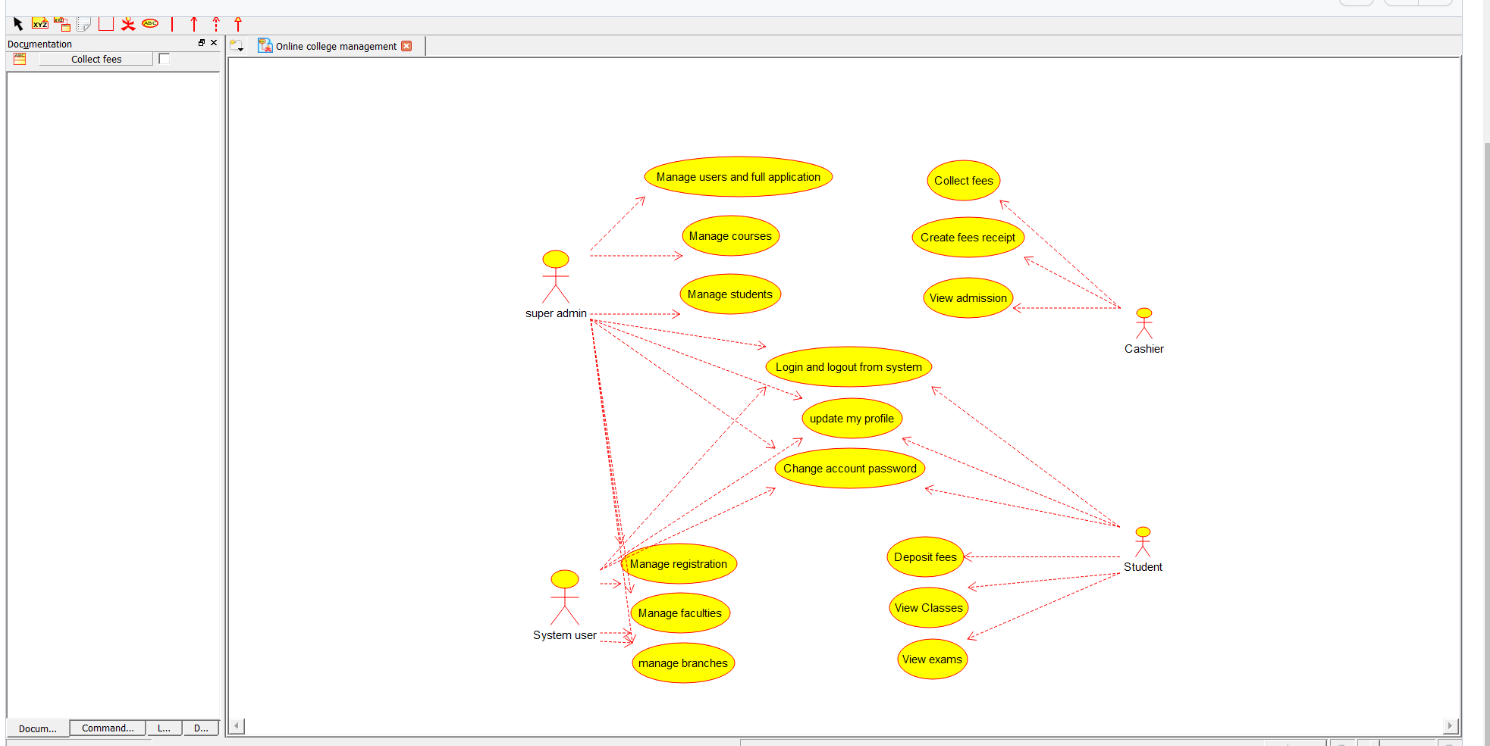 XYZ
ABC
Documentation
Online college management
Collect fees
Manage users and full application
Collect fees
Manage courses
Create fees receipt
Manage students
View admission
super admin
Cashier
Login and logout from system
update my profile
Change account password
Manage registration
Deposit fees
Student
Manage faculties
View Classes
System user
manage branches
View exams
Docum...
Command...
L...
D...